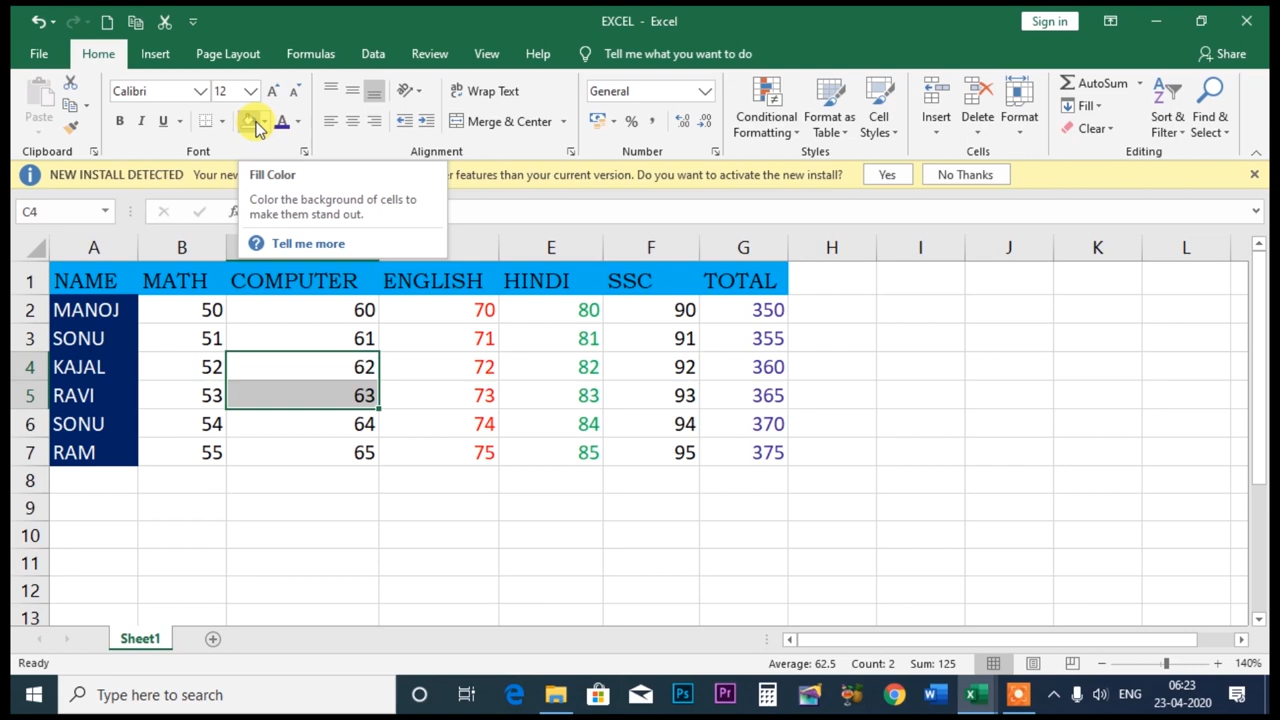 EXCEL - Excel
Sign in
File Home Insert Page Layout Formulas Data Review View Help Tell me what you want to do Share
Paste
Calibri 12
B I U A
Wrap Text
Merge & Center
General
%
Conditional Formatting
Format as Table
Cell Styles
Insert
Delete
Format
AutoSum
Fill
Clear
Sort & Filter
Find & Select
Clipboard Font Alignment Number Styles Cells Editing
NEW INSTALL DETECTED Your new er features than your current version. Do you want to activate the new install? Yes No Thanks
Fill Color
Color the background of cells to
make them stand out.
Tell me more
C4
A B E F G H I J K L
1 NAME MATH COMPUTER ENGLISH HINDI SSC TOTAL
2 MANOJ 50 60 70 80 90 350
3 SONU 51 61 71 81 91 355
4 KAJAL 52 62 72 82 92 360
5 RAVI 53 63 73 83 93 365
6 SONU 54 64 74 84 94 370
7 RAM 55 65 75 85 95 375
8
9
10
11
12
13
Sheet1
Ready Average: 62.5 Count: 2 Sum: 125 140%
Type here to search
Ps Pr ENG
06:23
23-04-2020